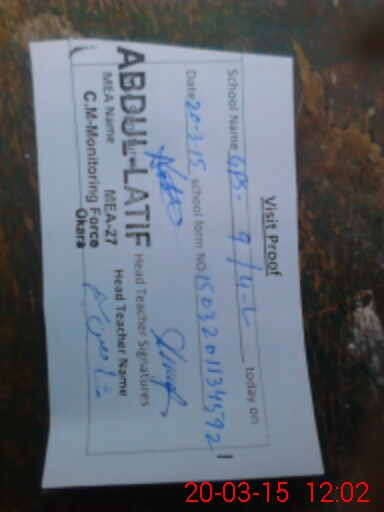 Visit Proof
School Name GPS- 9/4-L today on
Date 20-3-15 school form NO. 15032011134592
Head Teacher Signatures
ABDUL-LATIF
MEA Name MEA-27 Head Teacher Name
C.M-Monitoring Force
Okara
20-03-15 12:02